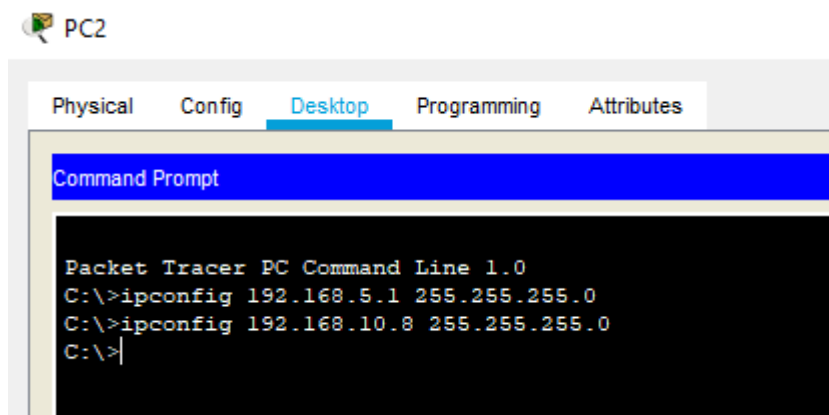 PC2
Physical Config Desktop Programming Attributes
Command Prompt
Packet Tracer PC Command Line 1.0
C:\>ipconfig 192.168.5.1 255.255.255.0
C:\>ipconfig 192.168.10.8 255.255.255.0
C:\>